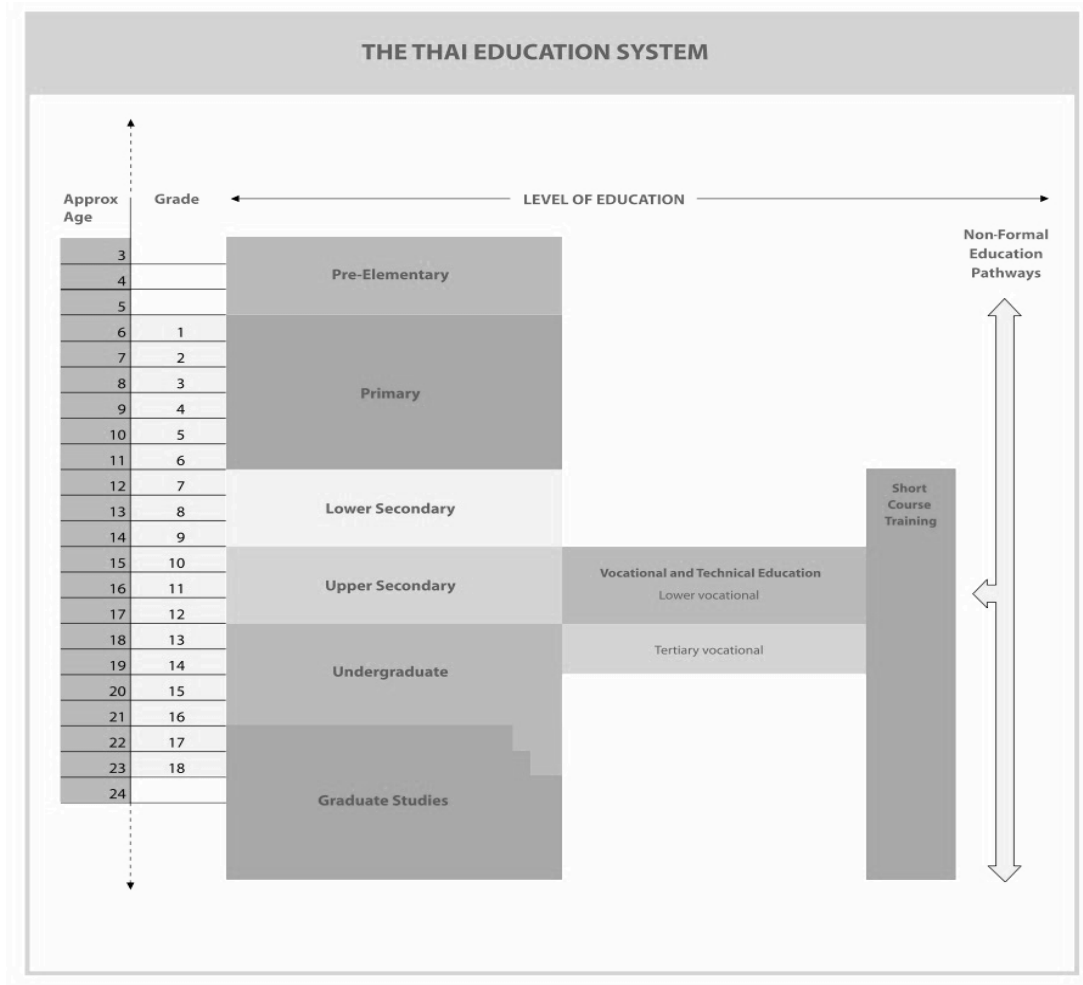 THE THAI EDUCATION SYSTEM
Approx
Age
Grade
LEVEL OF EDUCATION
Non-Formal
Education
Pathways
3
4
5
6 1
7 2
8 3
9 4
10 5
11 6
12 7
13 8
14 9
15 10
16 11
17 12
18 13
19 14
20 15
21 16
22 17
23 18
24
Pre-Elementary
Primary
Lower Secondary
Upper Secondary
Undergraduate
Graduate Studies
Vocational and Technical Education
Lower vocational
Tertiary vocational
Short
Course
Training